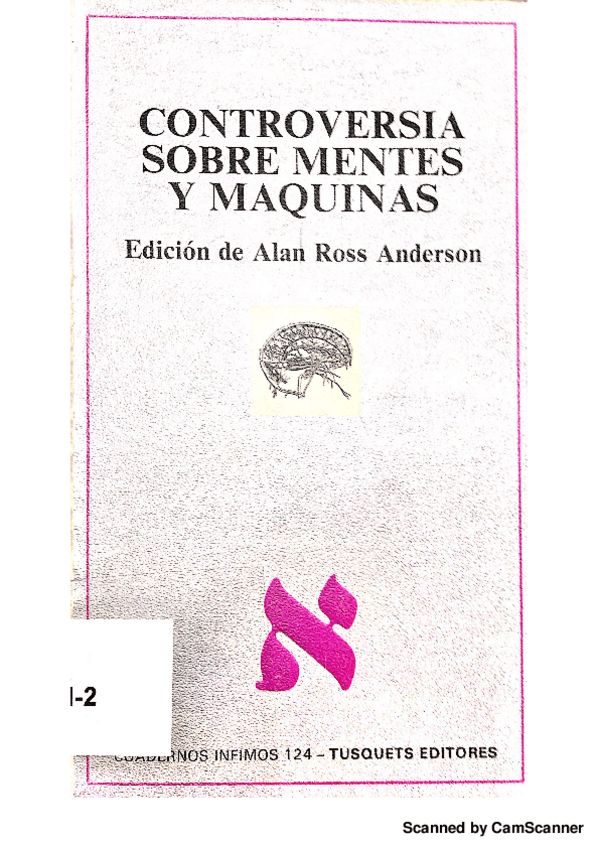 CONTROVERSIA
SOBRE MENTES
Y MAQUINAS
Edición de Alan Ross Anderson
א
-2
CUADERNOS INFIMOS 124 – TUSQUETS EDITORES
Scanned by CamScanner